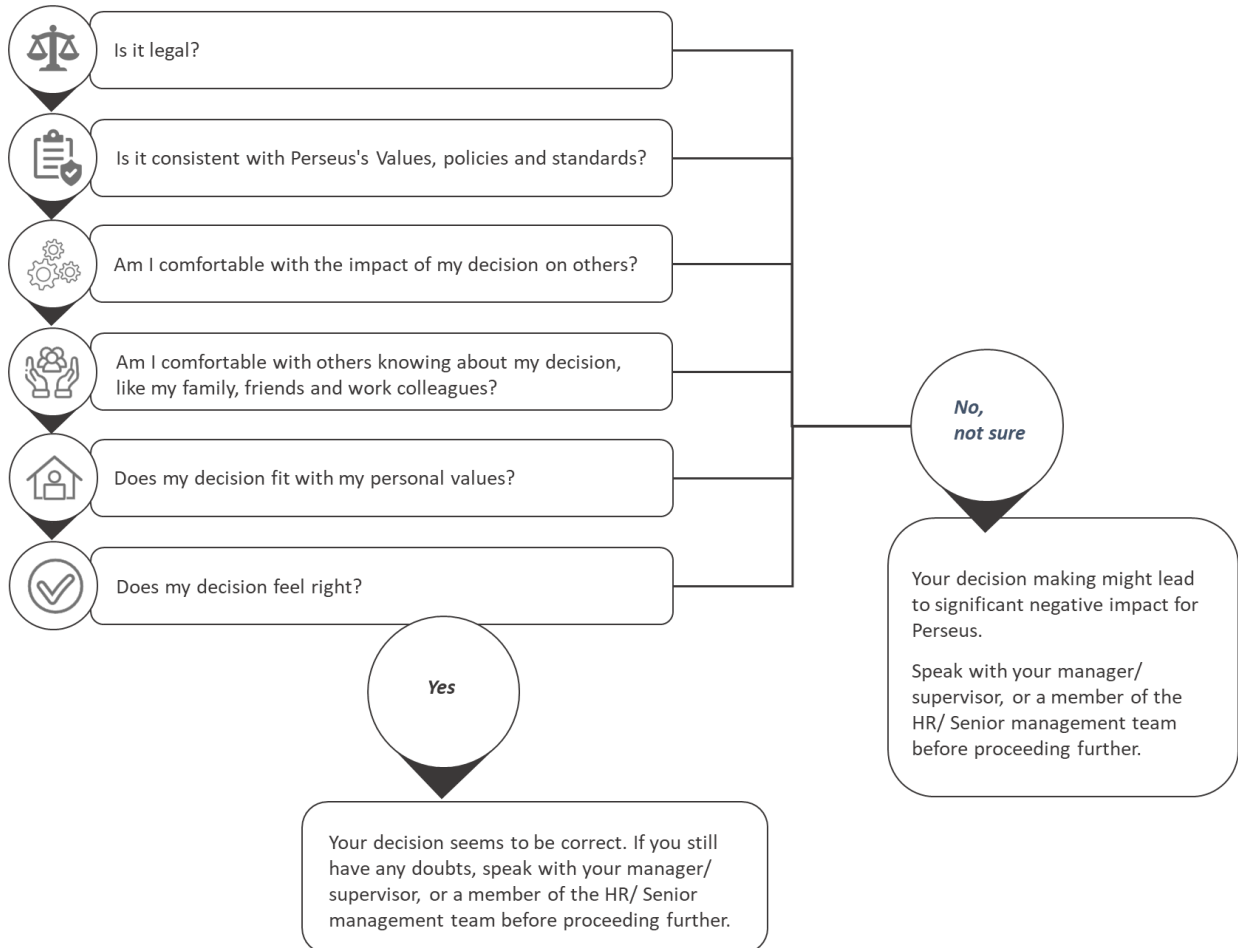 Is it legal?
Is it consistent with Perseus's Values, policies and standards?
Am I comfortable with the impact of my decision on others?
Am I comfortable with others knowing about my decision,
like my family, friends and work colleagues?
Does my decision fit with my personal values?
Does my decision feel right?
No,
not sure
Your decision making might lead
to significant negative impact for
Perseus.
Speak with your manager/
supervisor, or a member of the
HR/ Senior management team
before proceeding further.
Yes
Your decision seems to be correct. If you still
have any doubts, speak with your manager/
supervisor, or a member of the HR/ Senior
management team before proceeding further.